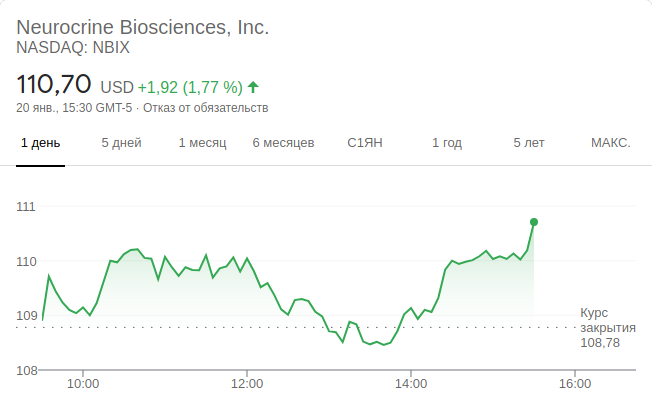 Neurocrine Biosciences, Inc.
NASDAQ: NBIX
110,70 USD +1,92 (1,77 %)
20 янв., 15:30 GMT-5 · Отказ от обязательств
1 день 5 дней 1 месяц 6 месяцев С1ЯН 1 год 5 лет МАКС.
111
110
109
Курс
закрытия
108,78
108
10:00 12:00 14:00 16:00